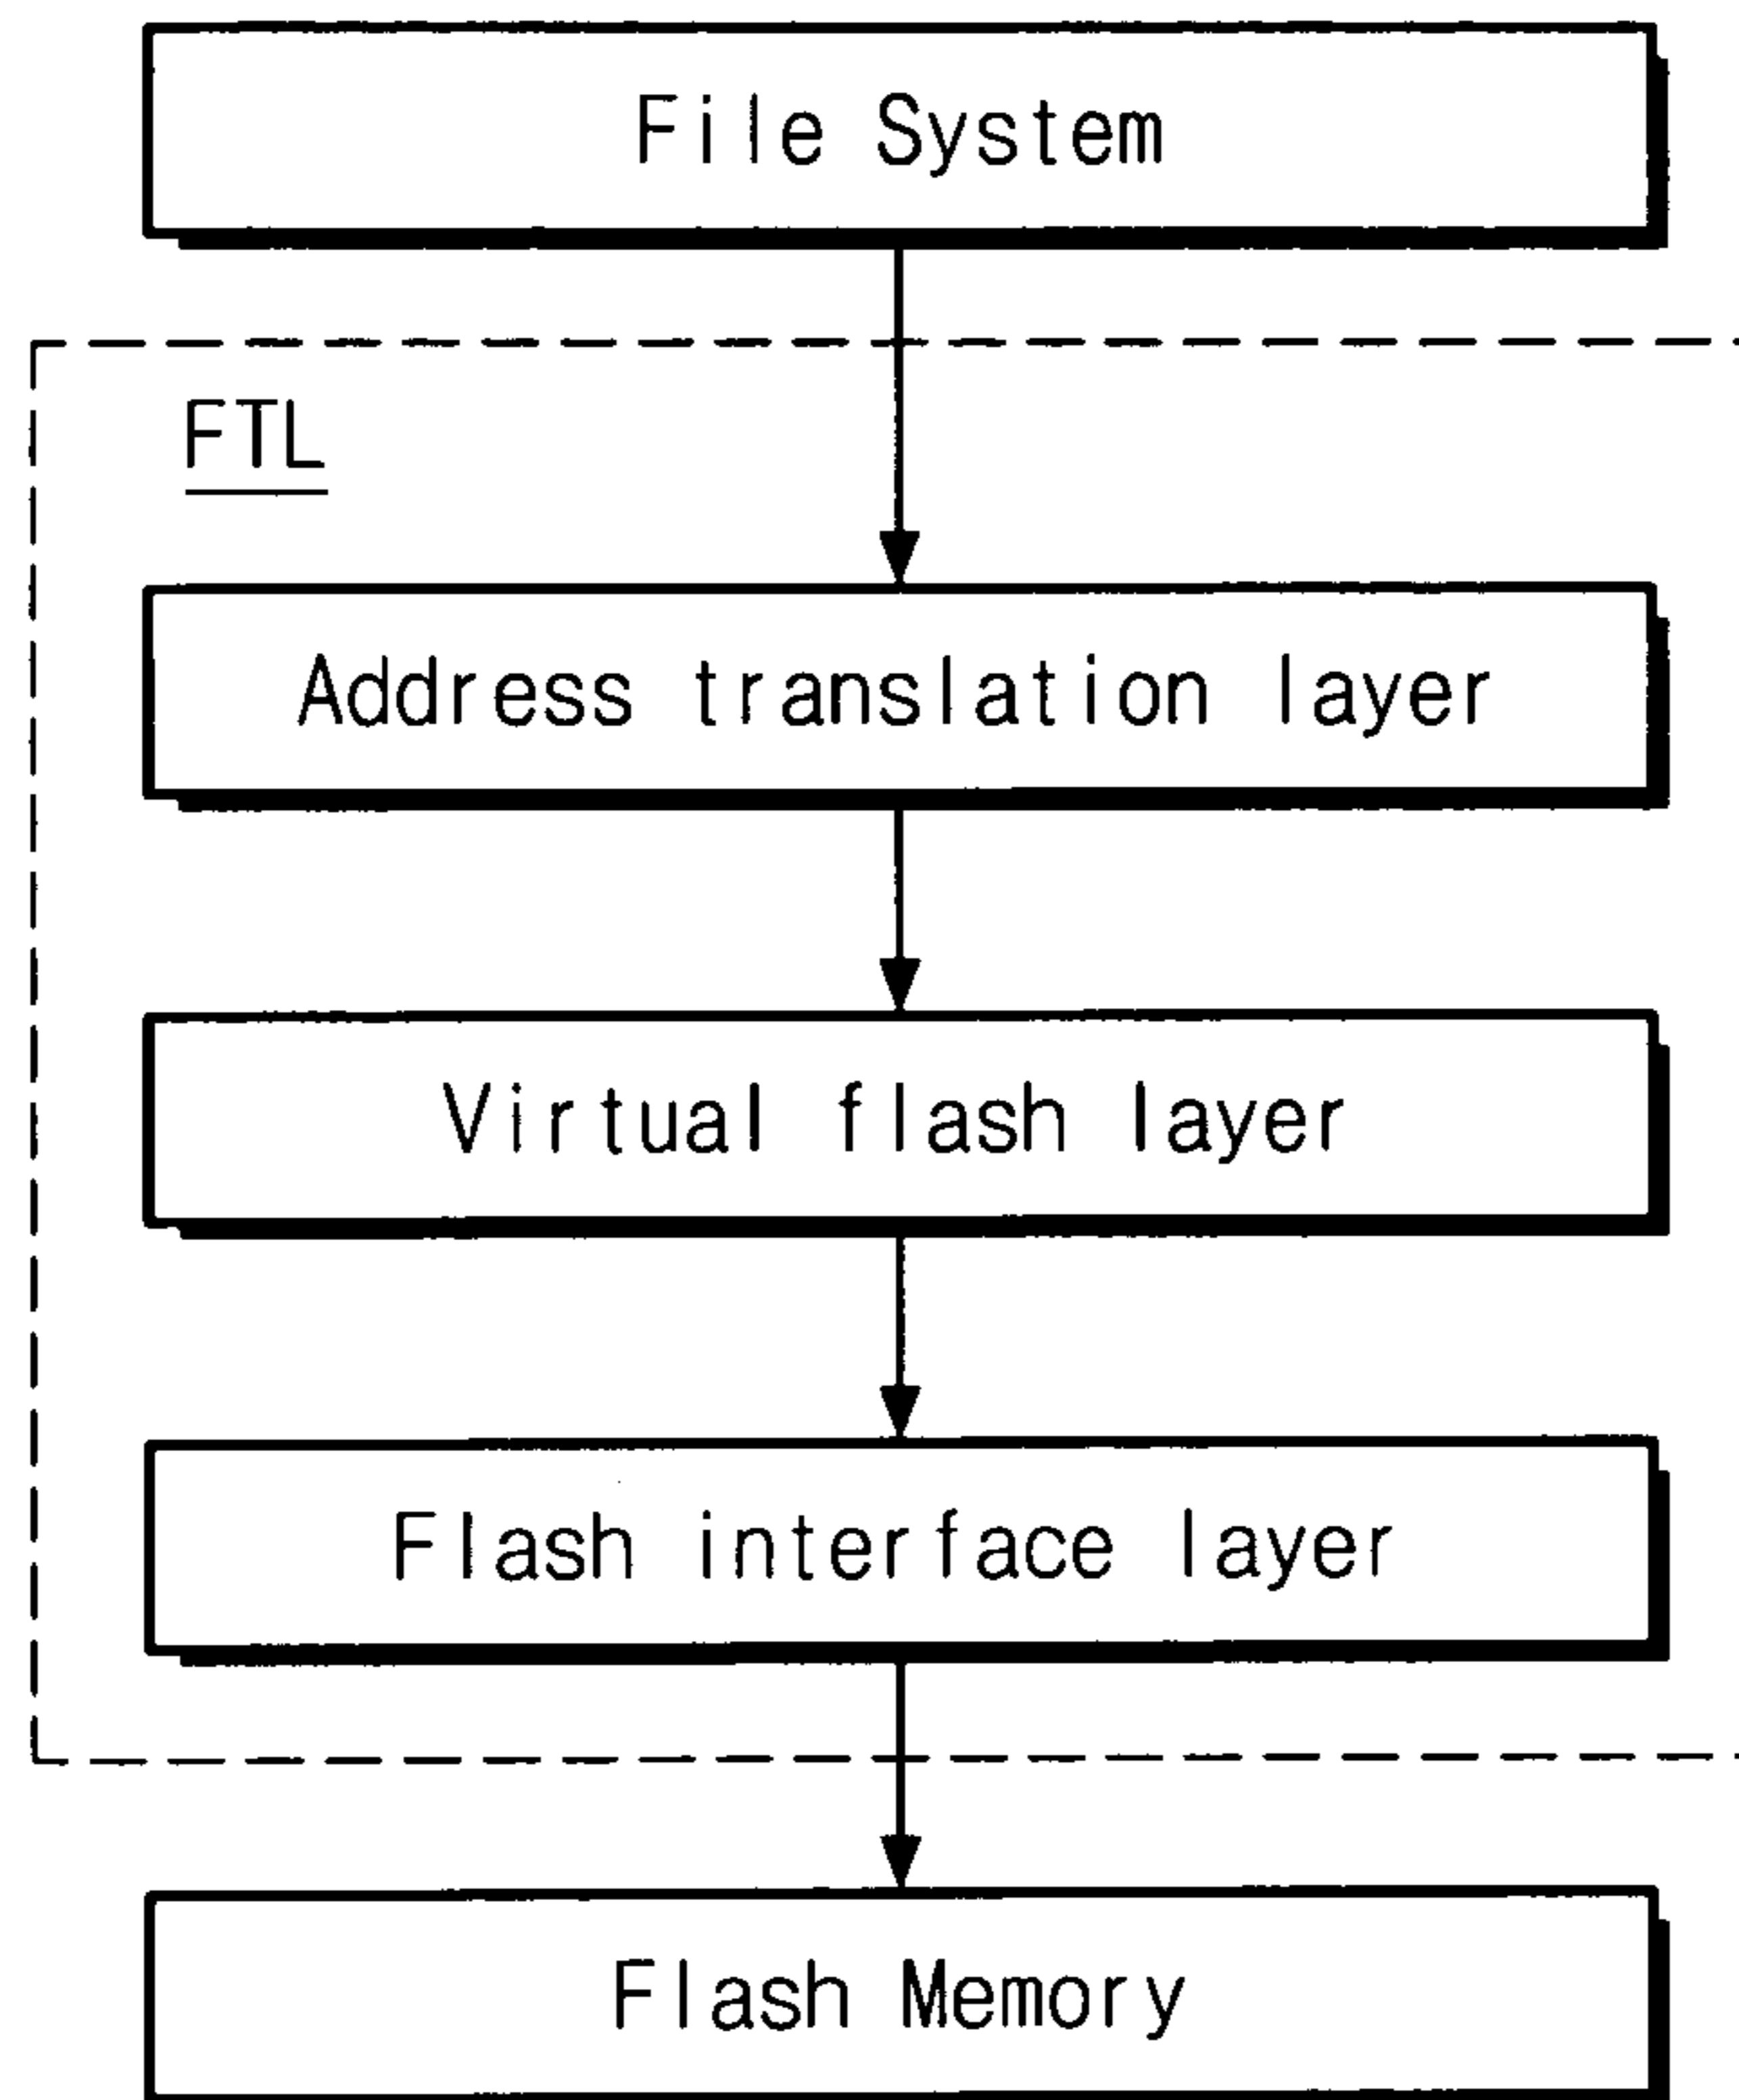 File System
FTL
Address translation layer
Virtual flash layer
Flash interface layer
Flash Memory